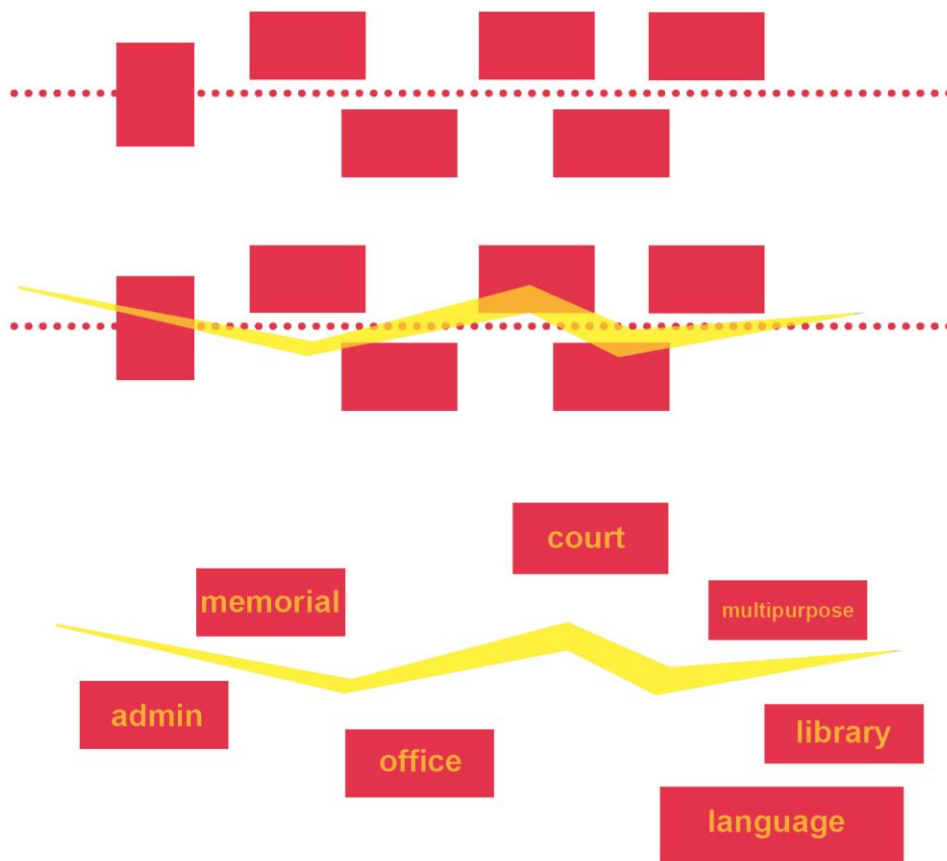 court
memorial
multipurpose
admin
office
library
language